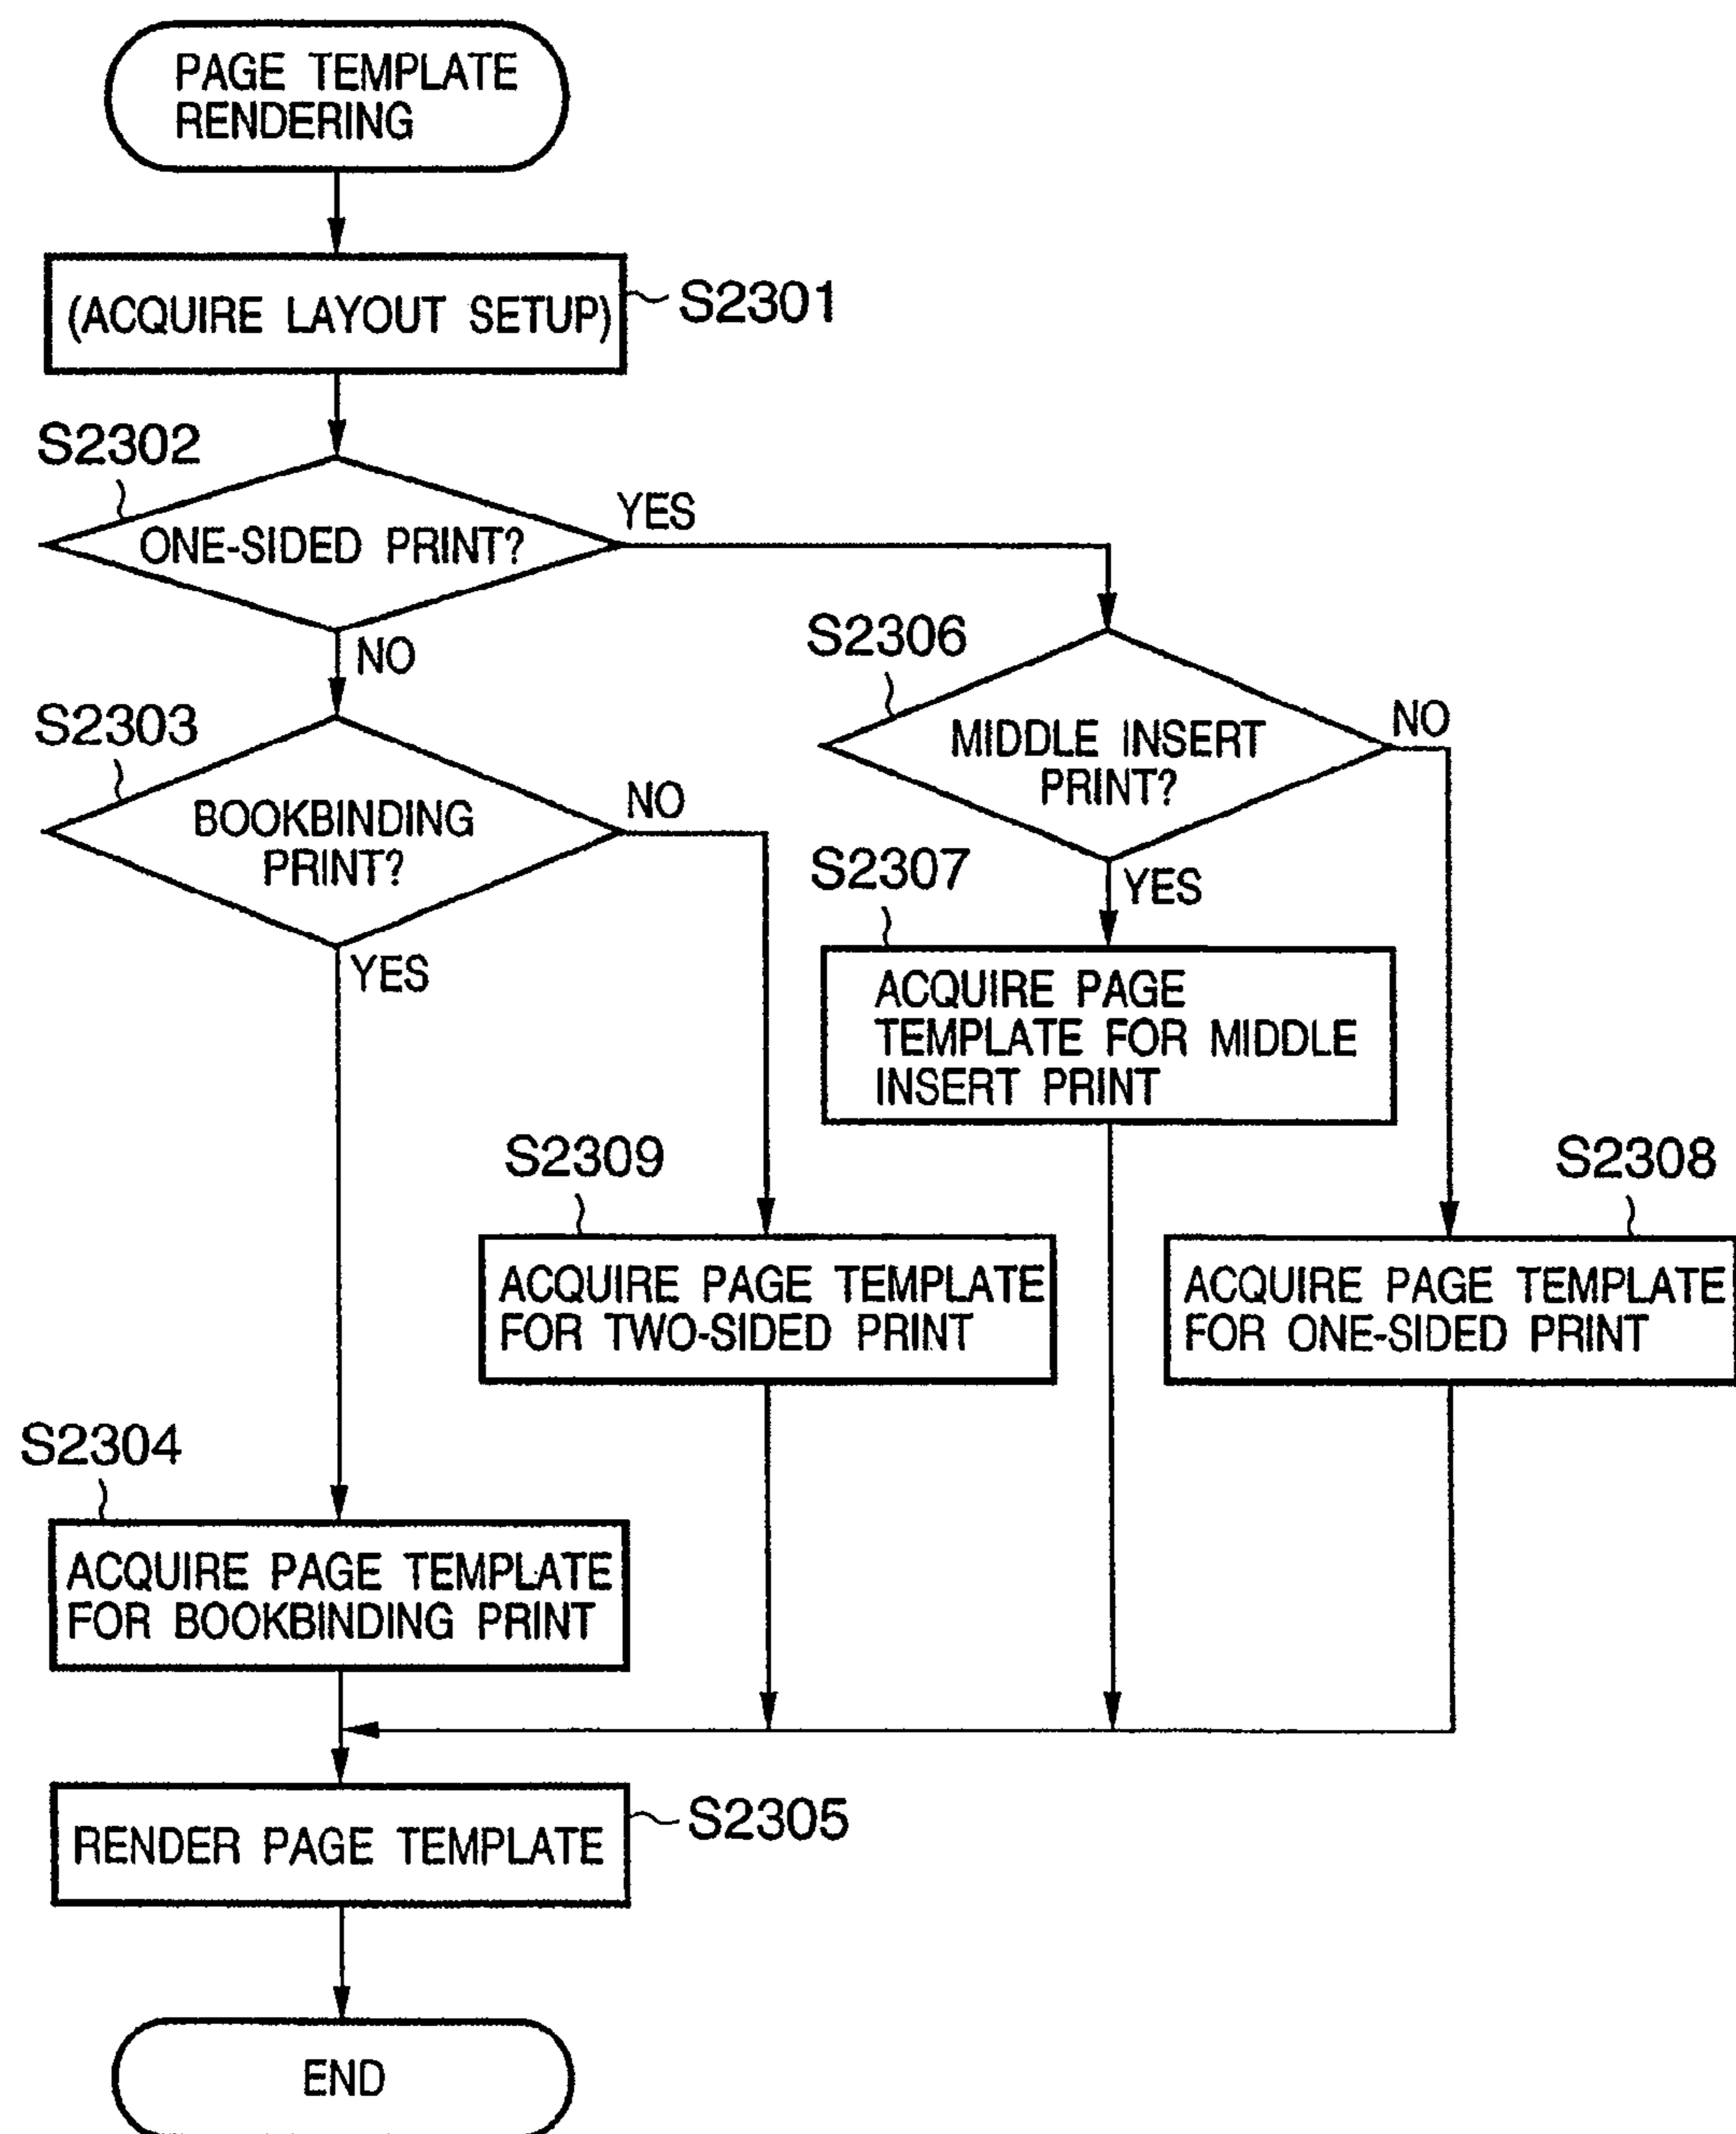 PAGE TEMPLATE
RENDERING
(ACQUIRE LAYOUT SETUP)
S2301
S2302
ONE-SIDED PRINT?
YES
NO
S2303
BOOKBINDING
PRINT?
NO
YES
S2306
MIDDLE INSERT
PRINT?
NO
YES
S2307
ACQUIRE PAGE
TEMPLATE FOR MIDDLE
INSERT PRINT
S2309
ACQUIRE PAGE TEMPLATE
FOR TWO-SIDED PRINT
S2308
ACQUIRE PAGE TEMPLATE
FOR ONE-SIDED PRINT
S2304
ACQUIRE PAGE TEMPLATE
FOR BOOKBINDING PRINT
RENDER PAGE TEMPLATE
S2305
END